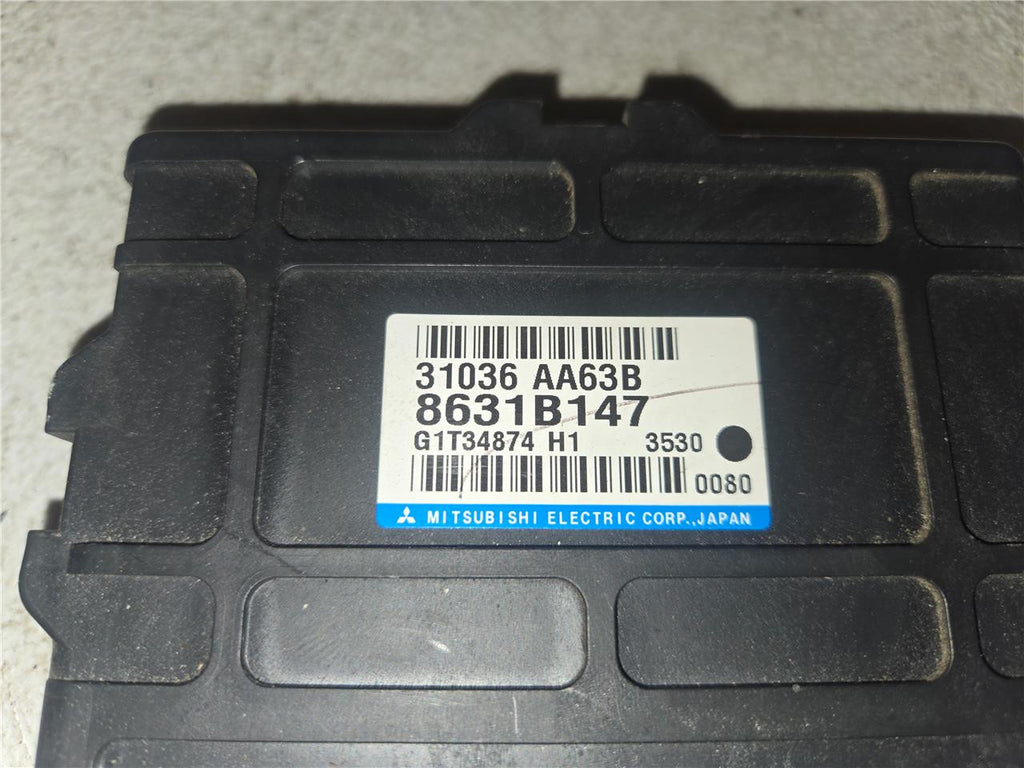 31036 AA63B
8631B147
G1T34874 H1 3530
0080
MITSUBISHI ELECTRIC CORP., JAPAN